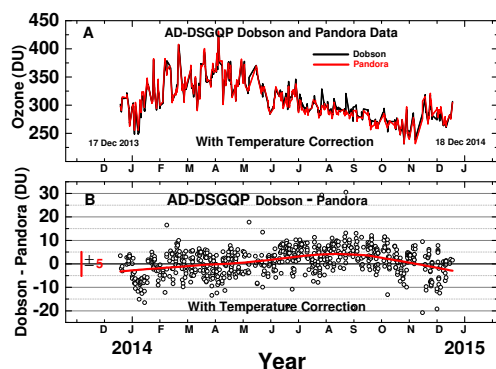 A
AD-DSGQP Dobson and Pandora Data
Dobson
Pandora
Ozone (DU)
450
400
350
300
250
17 Dec 2013
With Temperature Correction
18 Dec 2014
D J F M A M J J A S O N D J
B
AD-DSGQP Dobson - Pandora
Dobson - Pandora (DU)
30
20
10
0
-10
-20
± 5
With Temperature Correction
D J F M A M J J A S O N D J
2014
Year
2015